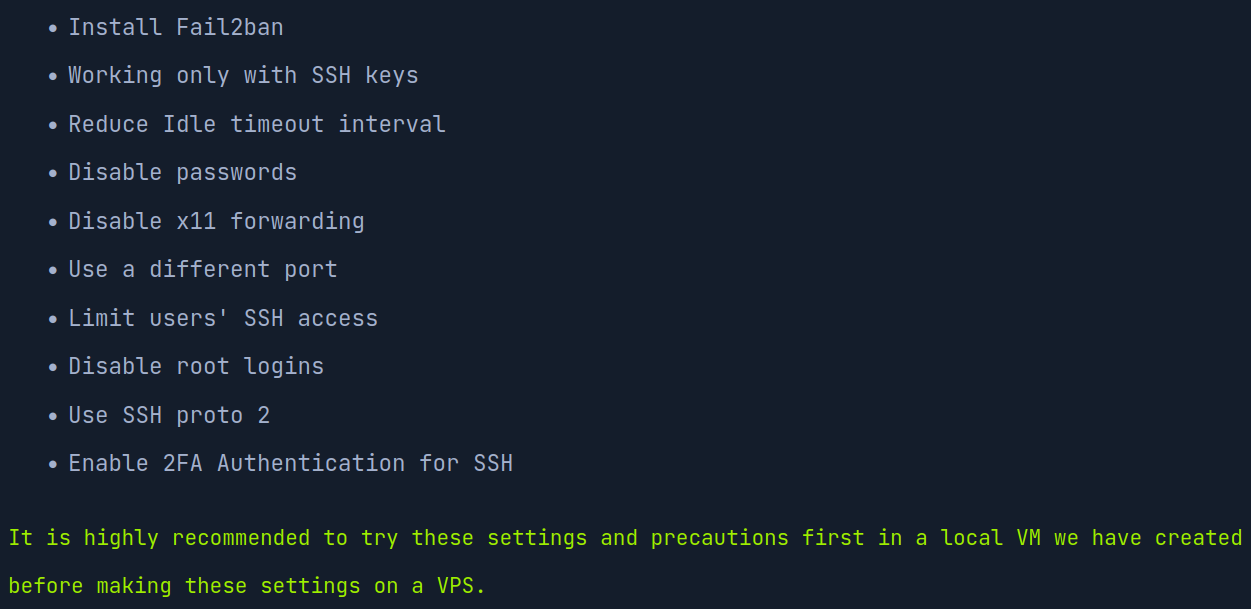 • Install Fail2ban
• Working only with SSH keys
• Reduce Idle timeout interval
• Disable passwords
• Disable x11 forwarding
• Use a different port
• Limit users' SSH access
• Disable root logins
• Use SSH proto 2
• Enable 2FA Authentication for SSH
It is highly recommended to try these settings and precautions first in a local VM we have created
before making these settings on a VPS.